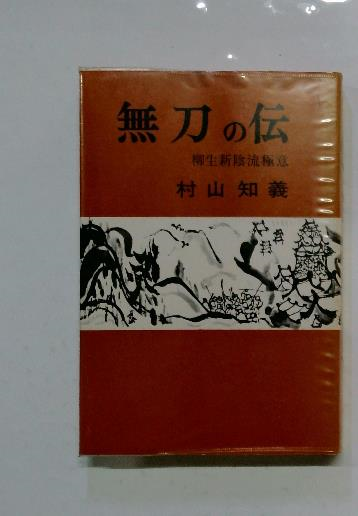 無刀の伝
柳生新陰流極意
村山知義